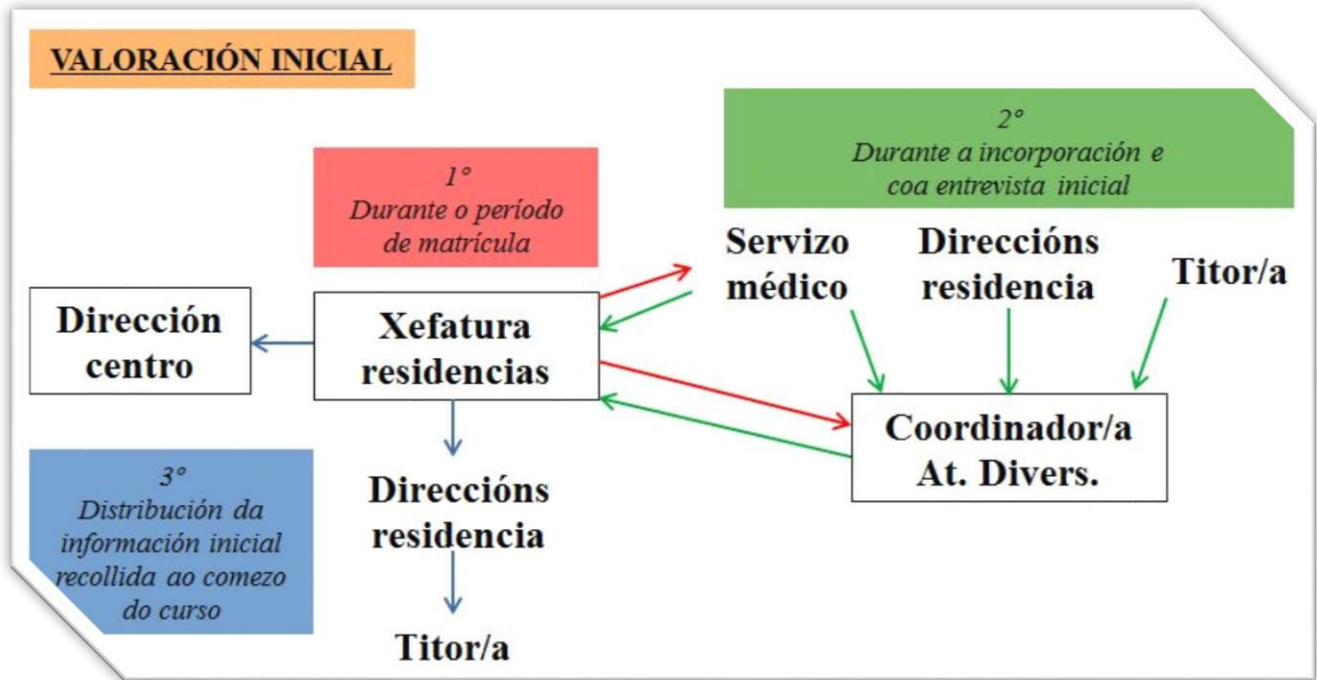 VALORACIÓN INICIAL
1º
Durante o período
de matrícula
2º
Durante a incorporación e
coa entrevista inicial
Servizo
médico
Direccións
residencia
Titor/a
Dirección
centro
Xefatura
residencias
Coordinador/a
At. Divers.
3º
Distribución da
información inicial
recollida ao comezo
do curso
Direccións
residencia
Titor/a